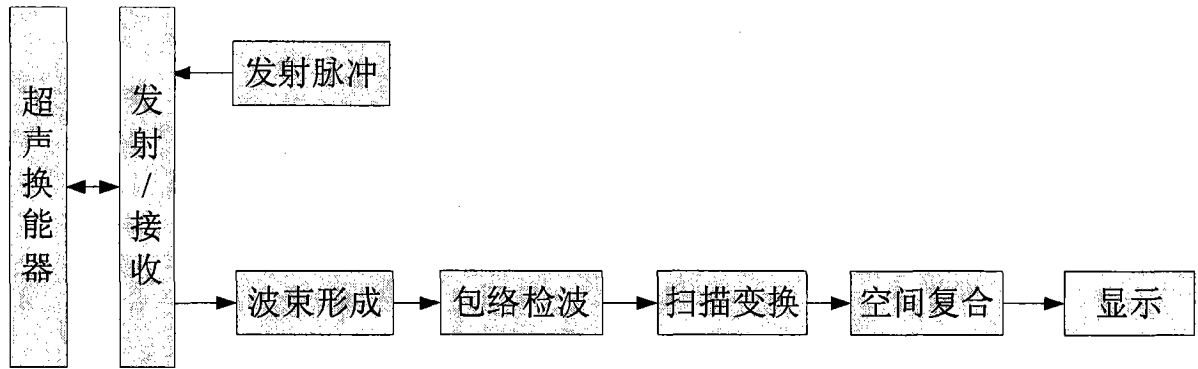 超声换能器
发射/接收
发射脉冲
波束形成
包络检波
扫描变换
空间复合
显示